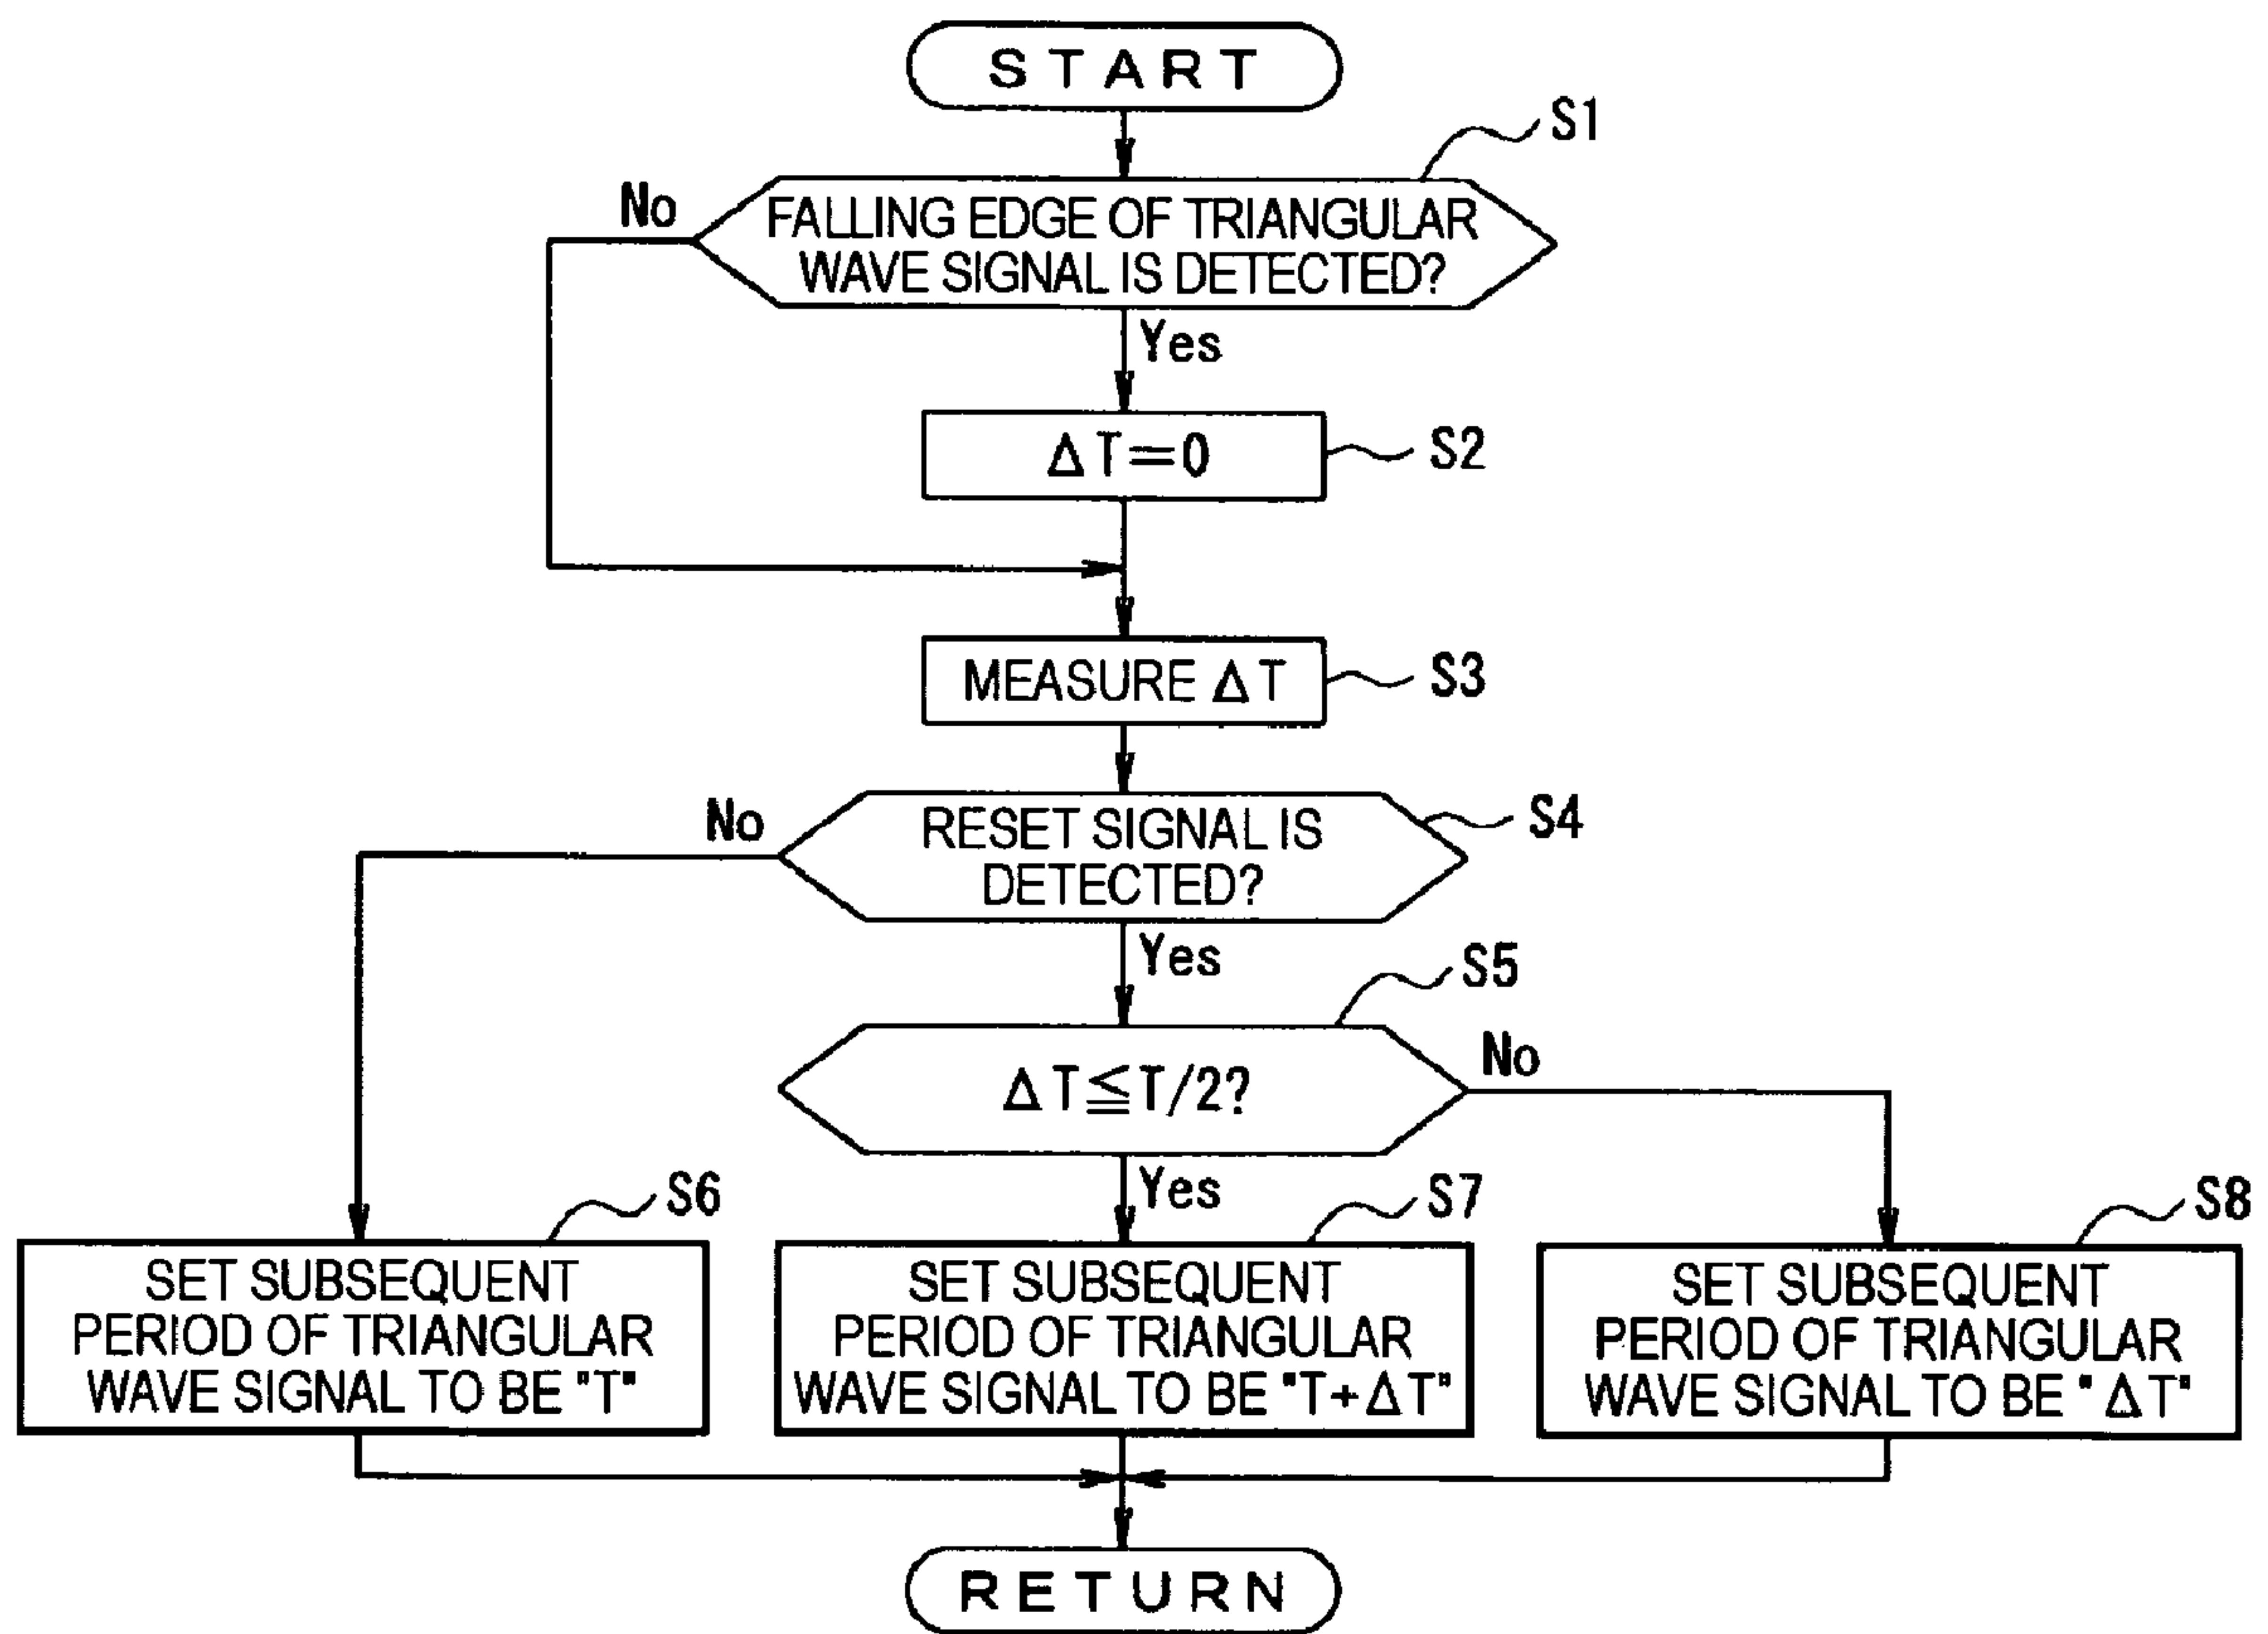 START
S1
No
FALLING EDGE OF TRIANGULAR
WAVE SIGNAL IS DETECTED?
Yes
ΔT=0
S2
MEASURE ΔT
S3
No
RESET SIGNAL IS
DETECTED?
S4
Yes
S5
ΔT≦T/2?
No
Yes
S6
SET SUBSEQUENT
PERIOD OF TRIANGULAR
WAVE SIGNAL TO BE "T"
S7
SET SUBSEQUENT
PERIOD OF TRIANGULAR
WAVE SIGNAL TO BE "T+ΔT"
S8
SET SUBSEQUENT
PERIOD OF TRIANGULAR
WAVE SIGNAL TO BE "ΔT"
RETURN